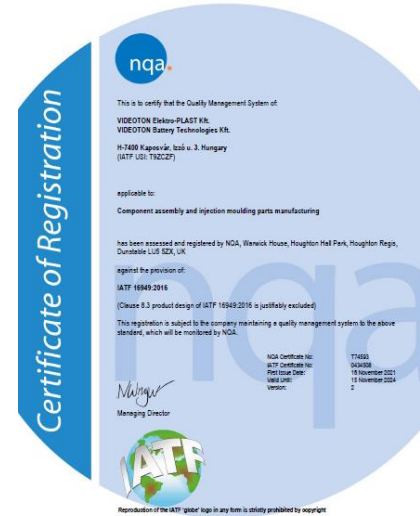 nqa.
Certificate of Registration
This is to certify that the Quality Management System of:
VIDEOTON Elektro-PLAST Kft.
VIDEOTON Battery Technologies Kft.
H-7400 Kaposvár, Izzó u. 3. Hungary
(IATF USI: T9ZCZF)
applicable to:
Component assembly and injection moulding parts manufacturing
has been assessed and registered by NQA, Warwick House, Houghton Hall Park, Houghton Regis,
Dunstable LU5 5ZX, UK
against the provision of:
IATF 16949:2016
(Clause 8.3 product design of IATF 16949:2016 is justifiably excluded)
This registration is subject to the company maintaining a quality management system to the above
standard, which will be monitored by NQA.
nqa
NQA Certificate No: T74593
IATF Certificate No:
First Issue Date: 16 November 2021
Valid Until: 15 November 2024
Version: 2
Managing Director
IATF
Reproduction of the IATF 'globe' logo in any form is strictly prohibited by copyright